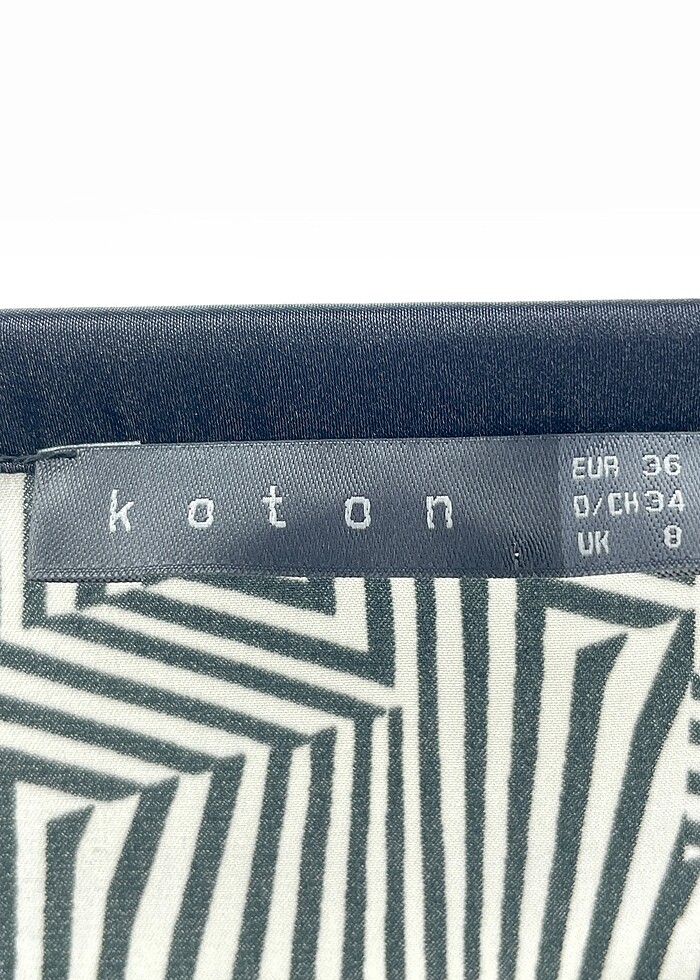 koton
EUR 36
D/CH 34
UK 8